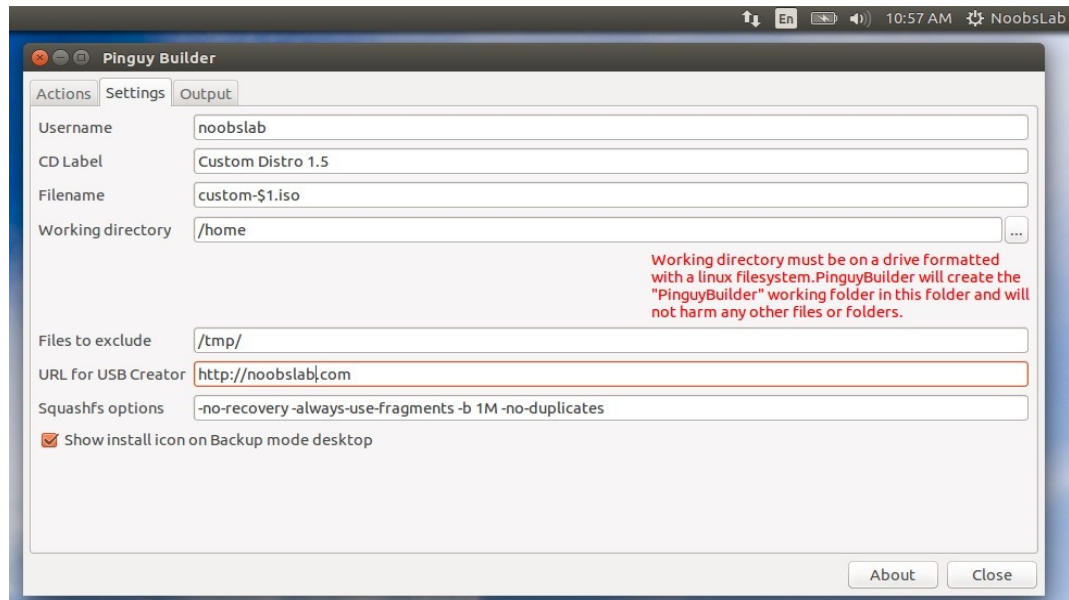 En 10:57 AM NoobsLab
Pinguy Builder
Actions Settings Output
Username noobslab
CD Label Custom Distro 1.5
Filename custom-$1.iso
Working directory /home ...
Working directory must be on a drive formatted
with a linux filesystem.PinguyBuilder will create the
"PinguyBuilder" working folder in this folder and will
not harm any other files or folders.
Files to exclude /tmp/
URL for USB Creator http://noobslab.com
Squashfs options -no-recovery -always-use-fragments -b 1M -no-duplicates
Show install icon on Backup mode desktop
About Close